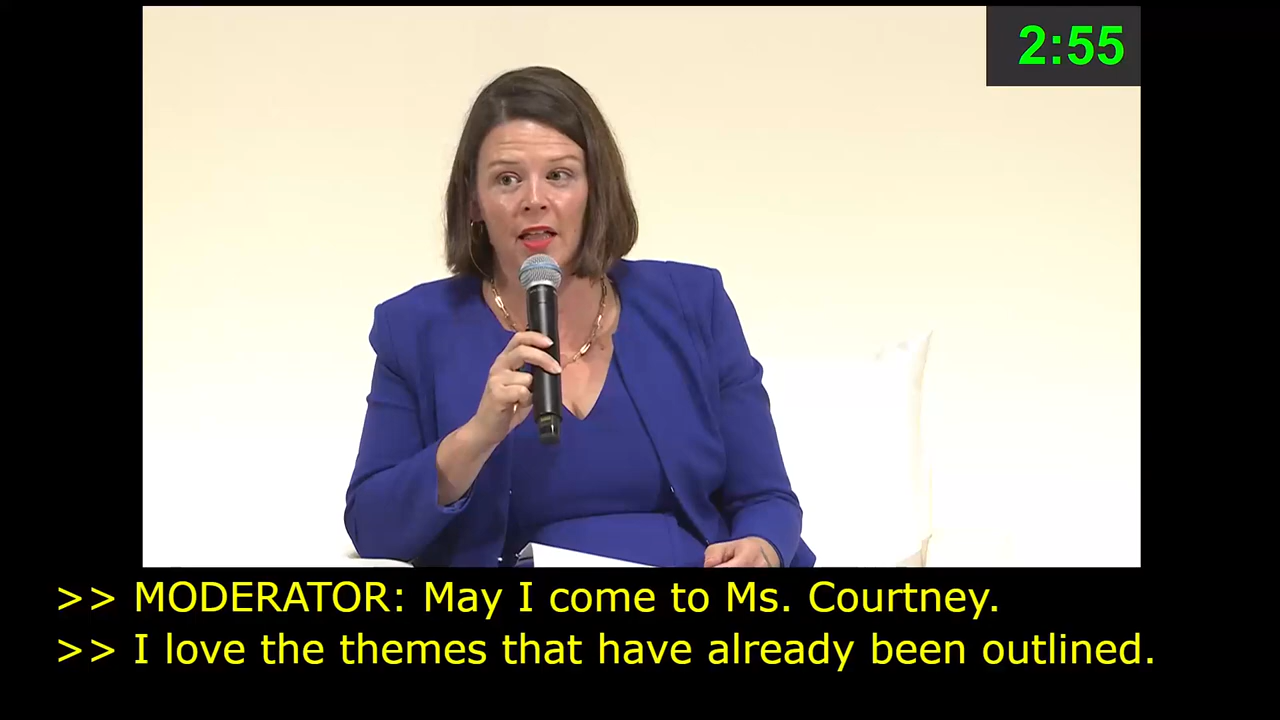 2:55
>> MODERATOR: May I come to Ms. Courtney.
>> I love the themes that have already been outlined.